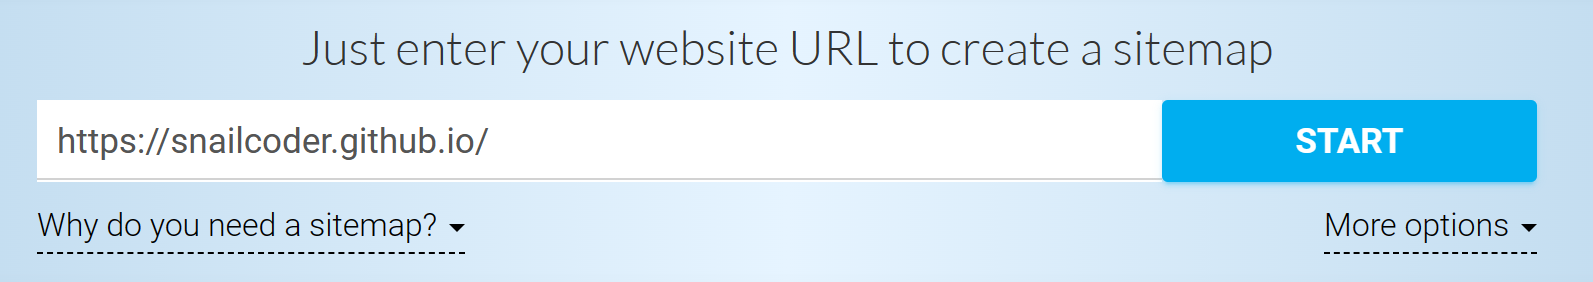 Just enter your website URL to create a sitemap
https://snailcoder.github.io/
START
Why do you need a sitemap?
More options